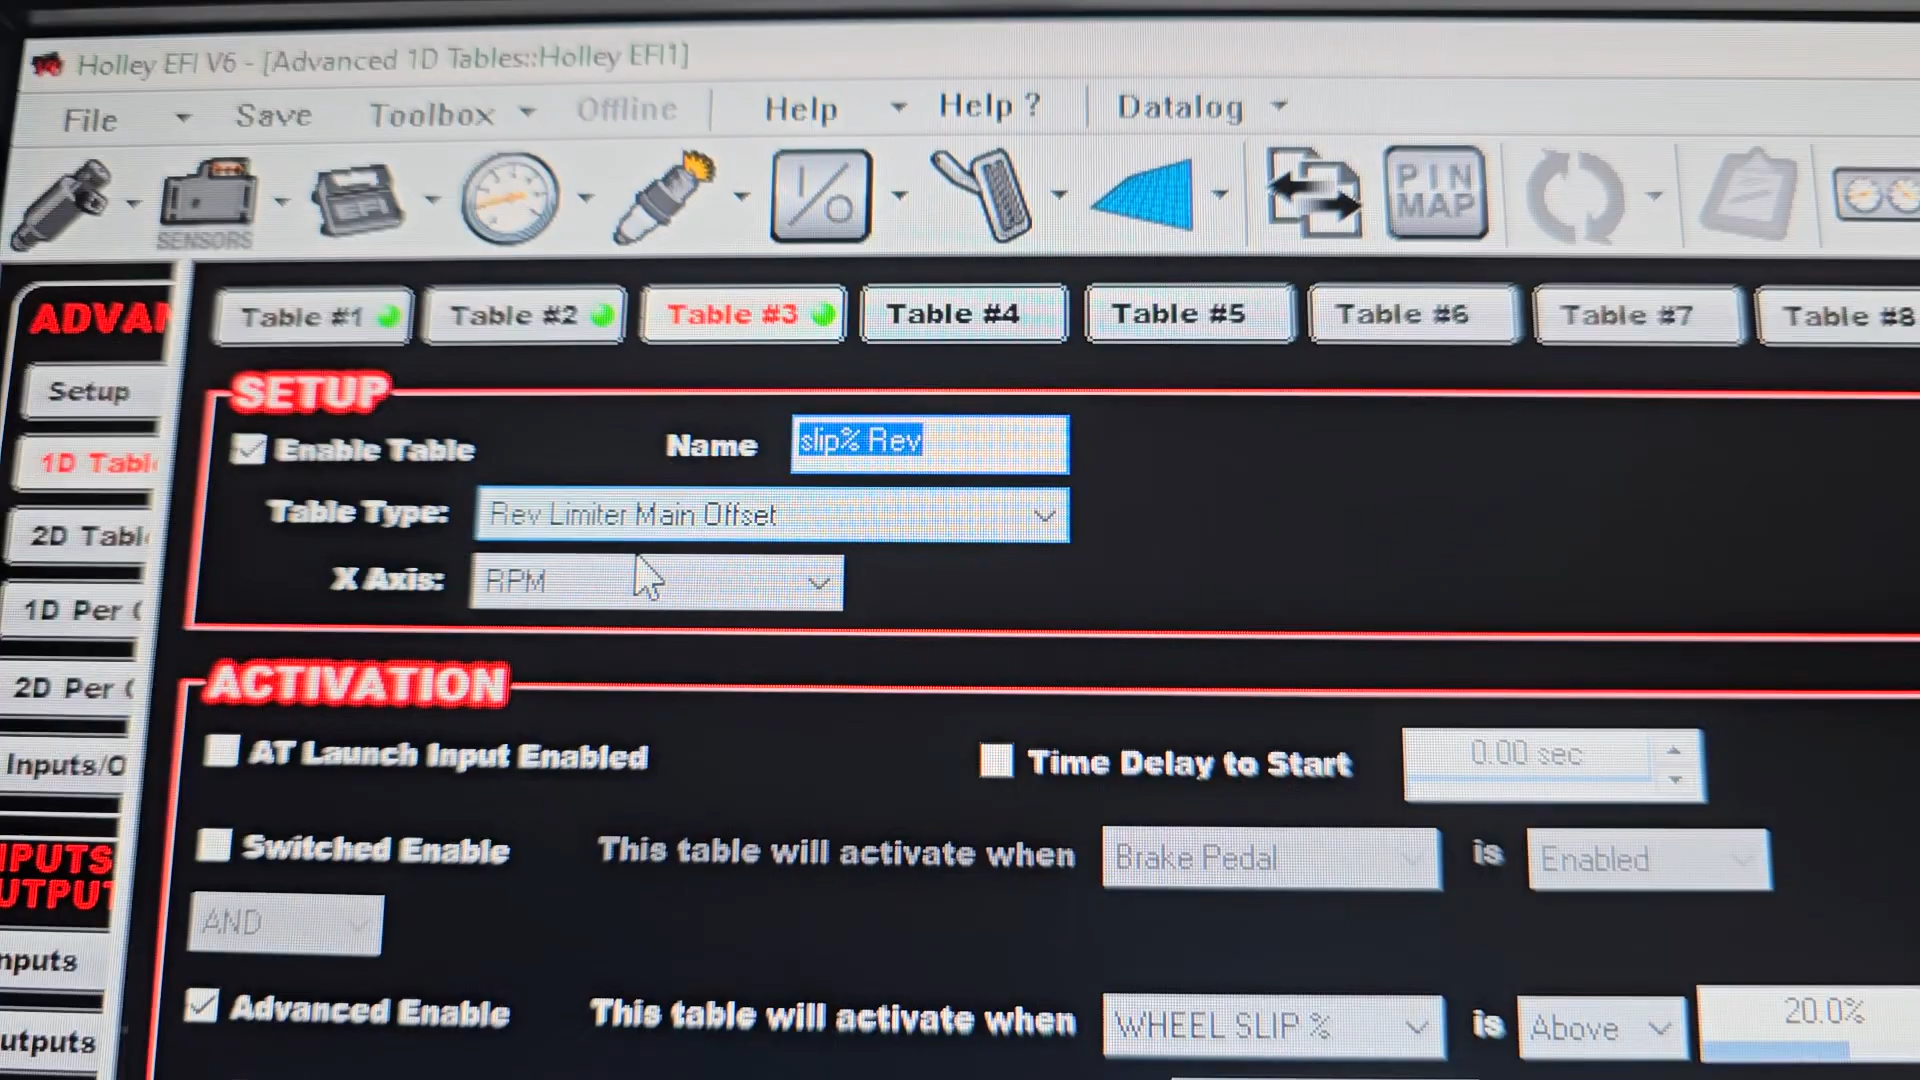 Holley EFI V6 - [Advanced 1D Tables::Holley EFI1]
File Save Toolbox Offline Help Help ? Datalog
SENSORS EFI I/O PIN MAP
ADVAN
Table #1 Table #2 Table #3 Table #4 Table #5 Table #6 Table #7 Table #8
Setup
SETUP
Enable Table Name slip% Rev
1D Tabl
Table Type: Rev Limiter Main Offset
2D Tabl
X Axis: RPM
1D Per
2D Per
ACTIVATION
Inputs/O
AT Launch Input Enabled Time Delay to Start 0.00 sec
NPUTS
UTPUT
Switched Enable This table will activate when Brake Pedal is Enabled
AND
nputs
Advanced Enable This table will activate when WHEEL SLIP % is Above 20.0%
utputs